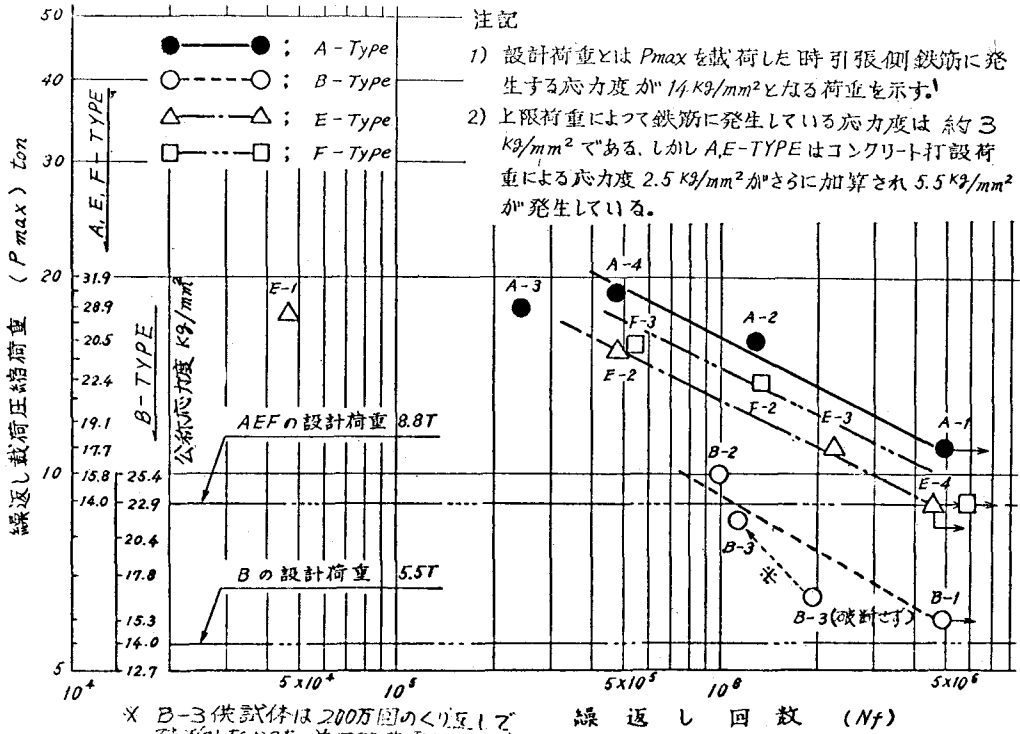 50
40
30
20
10
5
繰返し載荷圧縮荷重 (Pmax) ton
A, E, F-TYPE
B-TYPE
公称応力度 Kg/mm²
31.9
28.9
20.5
22.4
19.1
17.7
15.8
14.0
25.4
22.9
20.4
17.8
15.3
14.0
12.7
; A-Type
; B-Type
; E-Type
; F-Type
注記
1) 設計荷重とは Pmax を載荷した時引張側鉄筋に発
生する応力度が 14 Kg/mm²となる荷重を示す。
2) 上限荷重によつて鉄筋に発生している応力度は 約3
Kg/mm² である、しかし A,E-TYPE はコンクリート打設荷
重による応力度 2.5 Kg/mm²がさらに加算され 5.5 Kg/mm²
が発生している。
E-1
A-3
A-4
A-2
F-3
E-2
F-2
E-3
A-1
E-4
B-2
B-3
※
B-3(破断さず)
B-1
AEFの設計荷重 8.8T
Bの設計荷重 5.5T
10⁴
5x10⁴
10⁵
5x10⁵
10⁶
5x10⁶
繰返し回数 (Nf)
※ B-3供試体は200万回のくり返しで